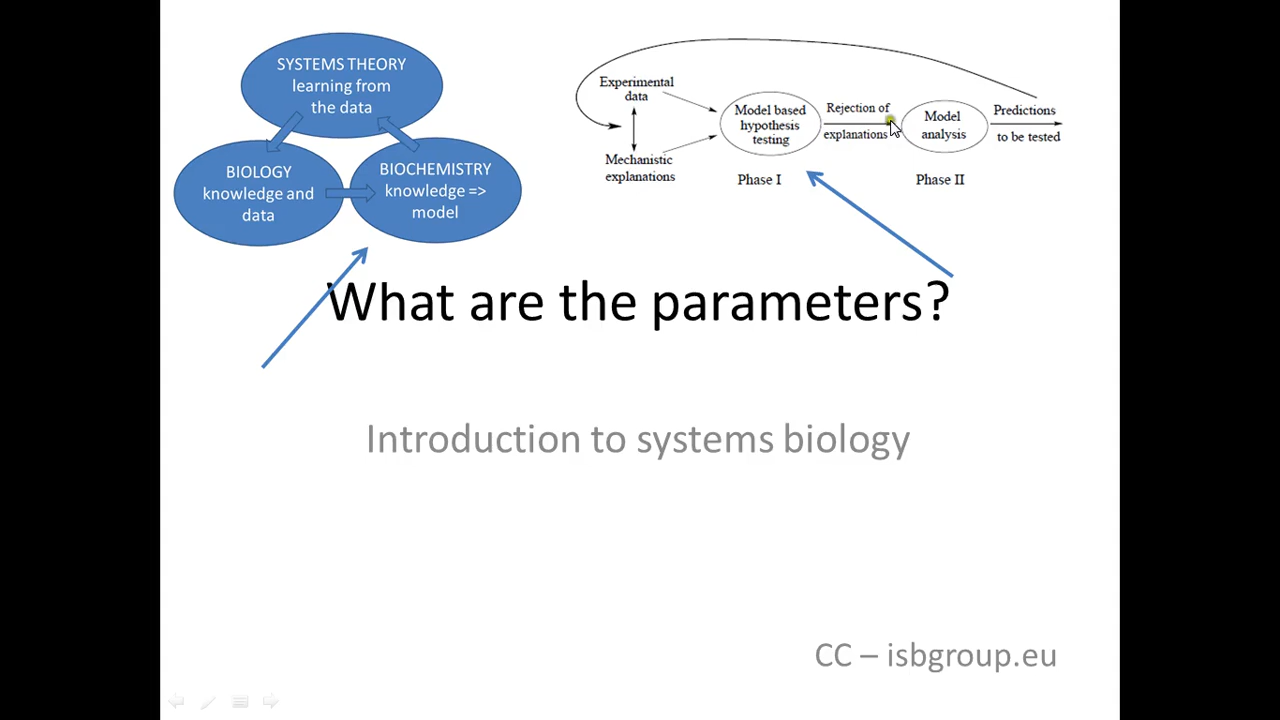 SYSTEMS THEORY
learning from
the data
BIOLOGY
knowledge and
data
BIOCHEMISTRY
knowledge =>
model
Experimental
data
Mechanistic
explanations
Model based
hypothesis
testing
Phase I
Rejection of
explanations
Model
analysis
Phase II
Predictions
to be tested
What are the parameters?
Introduction to systems biology
CC – isbgroup.eu